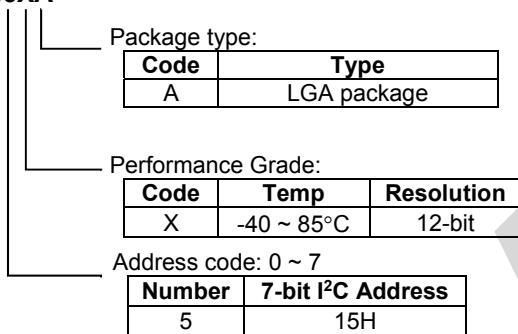 Package type:
Code Type
A LGA package
Performance Grade:
Code Temp Resolution
X -40 ~ 85°C 12-bit
Address code: 0 ~ 7
Number 7-bit I²C Address
5 15H